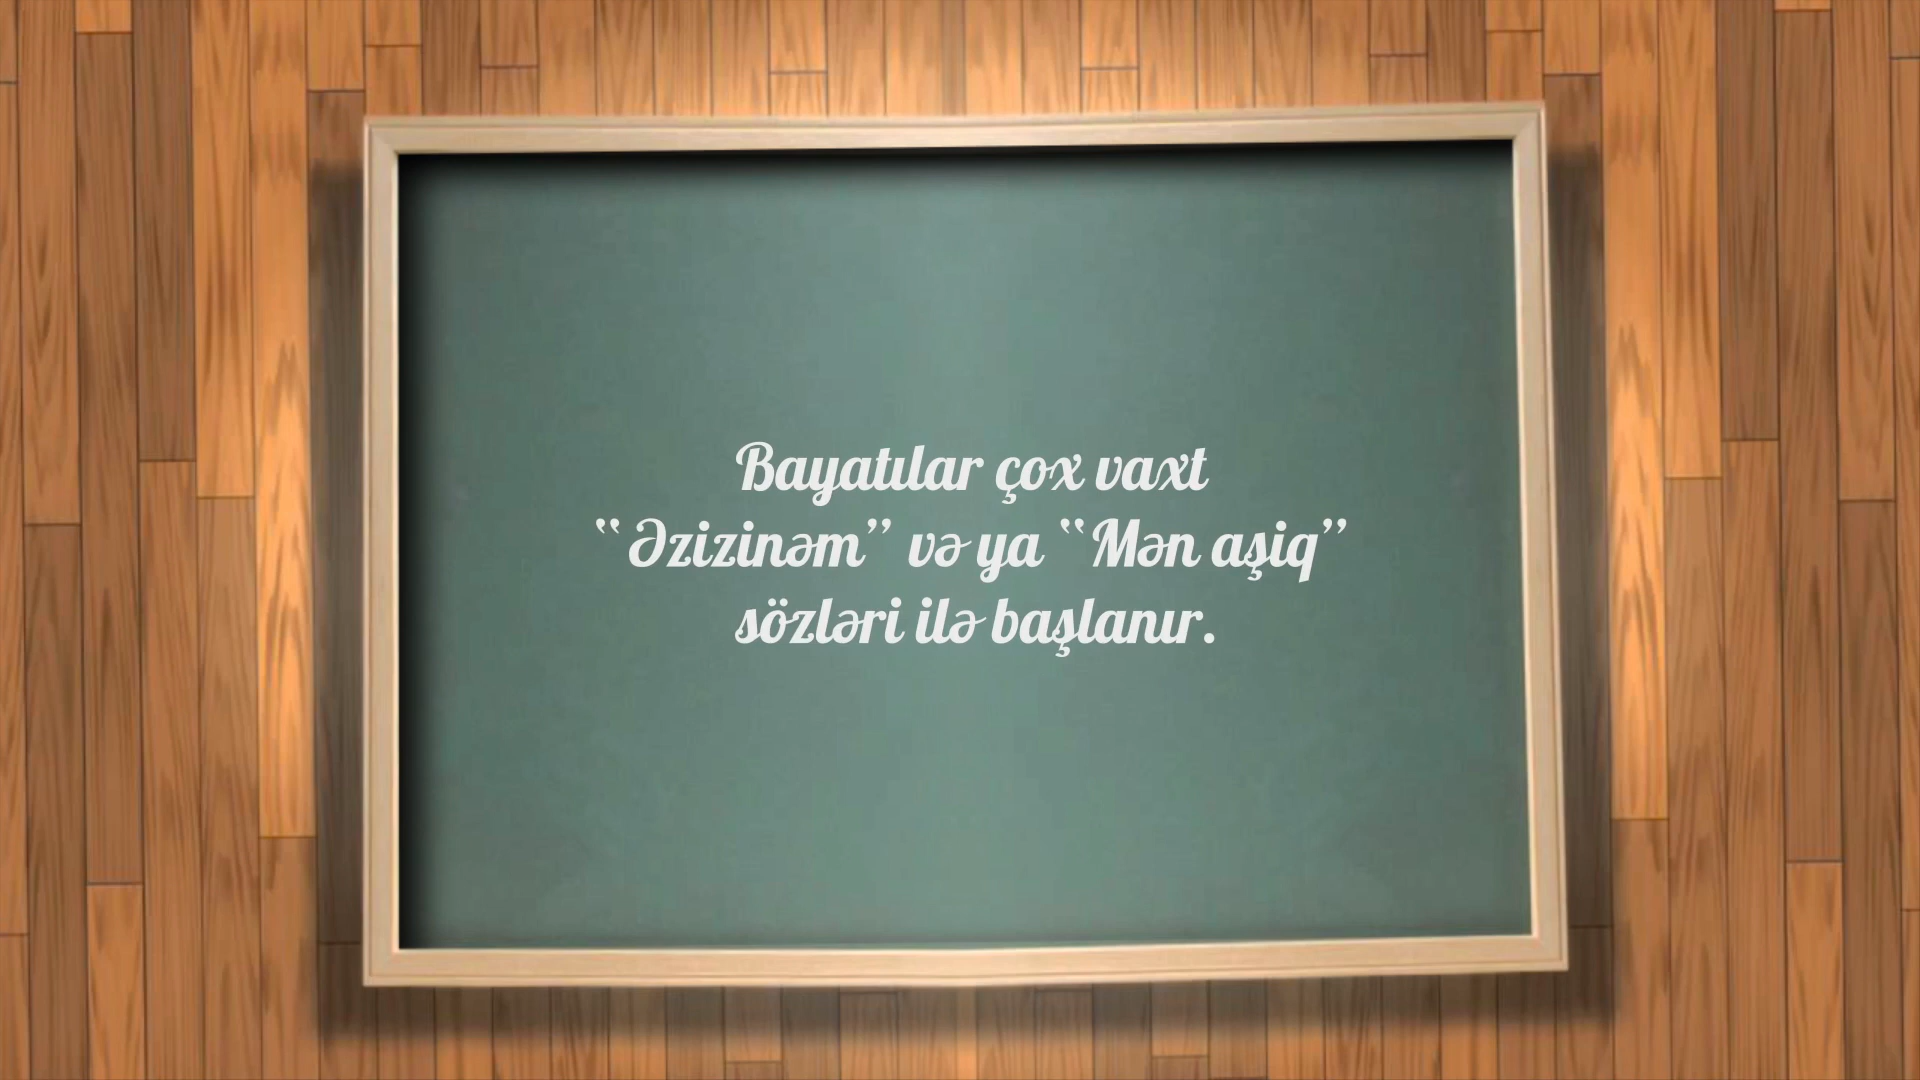 Bayatılar çox vaxt
“Əzizinəm” və ya “Mən aşiq”
sözləri ilə başlanır.